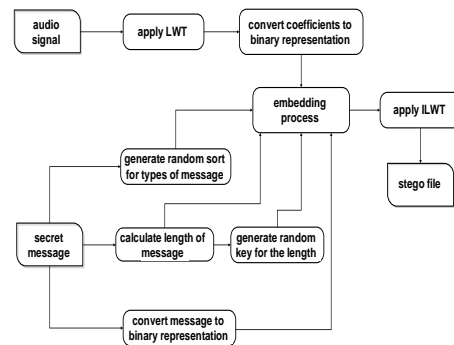 audio
signal
apply LWT
convert coefficients to
binary representation
embedding
process
apply ILWT
generate random sort
for types of message
stego file
secret
message
calculate length of
message
generate random
key for the length
convert message to
binary representation